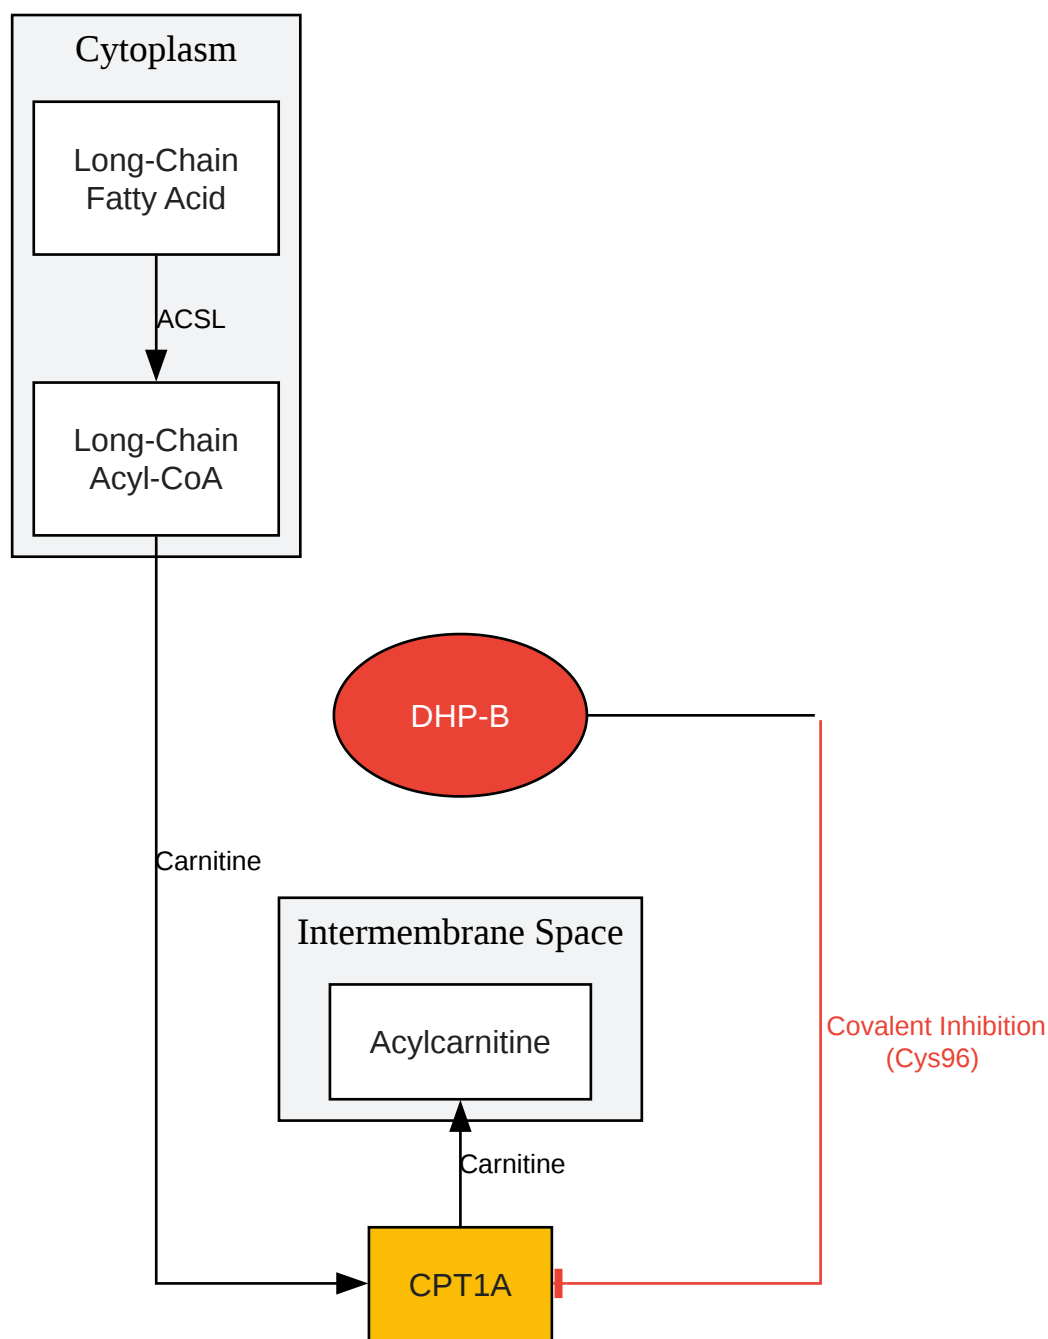 Cytoplasm
Long-Chain
Fatty Acid
ACSL
Long-Chain
Acyl-CoA
DHP-B
Carnitine
Intermembrane Space
Acylcarnitine
Covalent Inhibition
(Cys96)
Carnitine
CPT1A